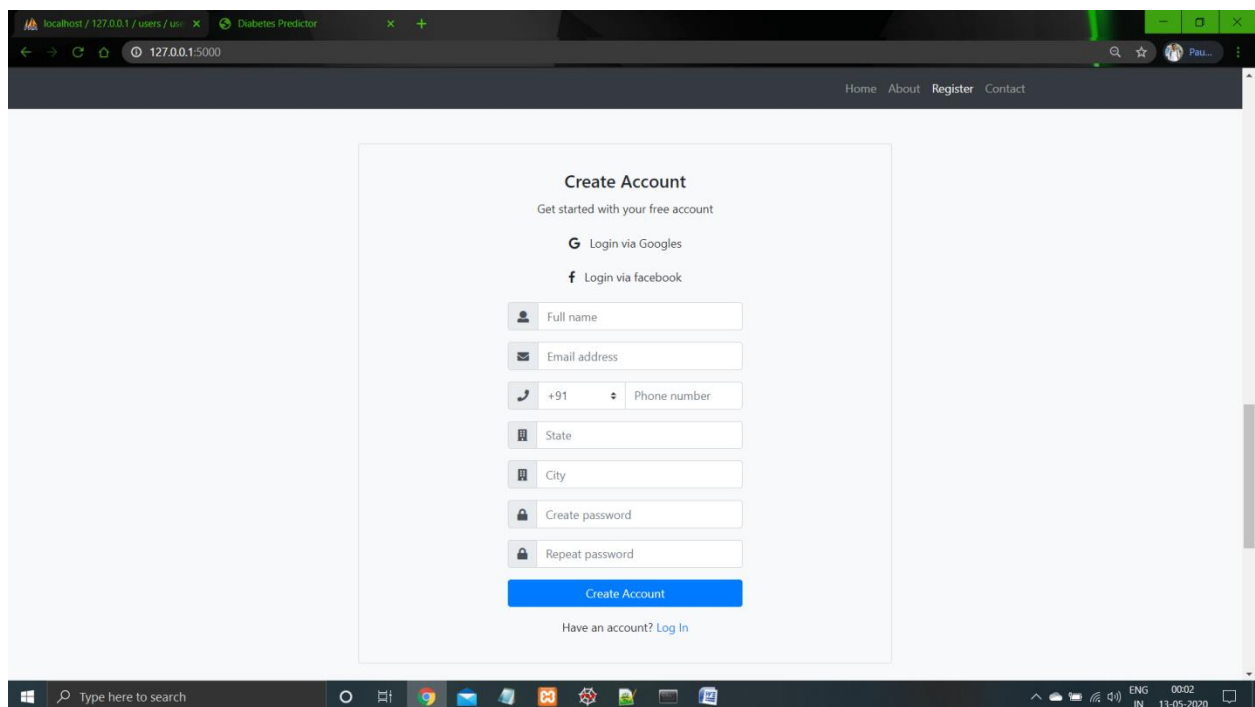 localhost / 127.0.0.1 / users / use
Diabetes Predictor
127.0.0.1:5000
Pau...
Home About Register Contact
Create Account
Get started with your free account
G Login via Googles
f Login via facebook
Full name
Email address
+91 Phone number
State
City
Create password
Repeat password
Create Account
Have an account? Log In
Type here to search
ENG 00:02
IN 13-05-2020